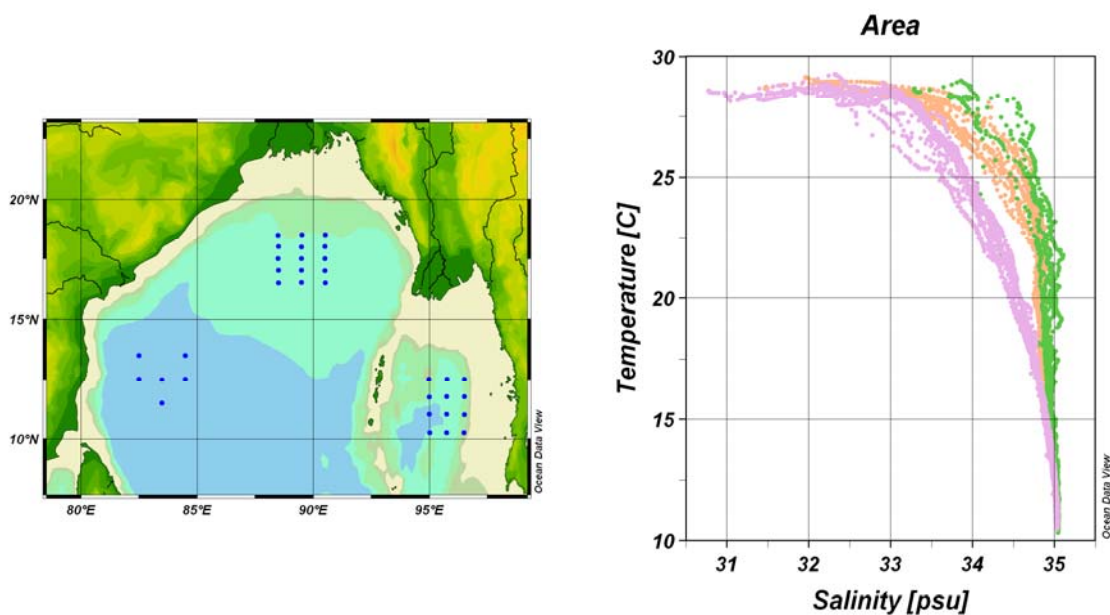 20°N
15°N
10°N
80°E
85°E
90°E
95°E
Ocean Data View
Area
Temperature [C]
30
25
20
15
10
31
32
33
34
35
Salinity [psu]
Ocean Data View